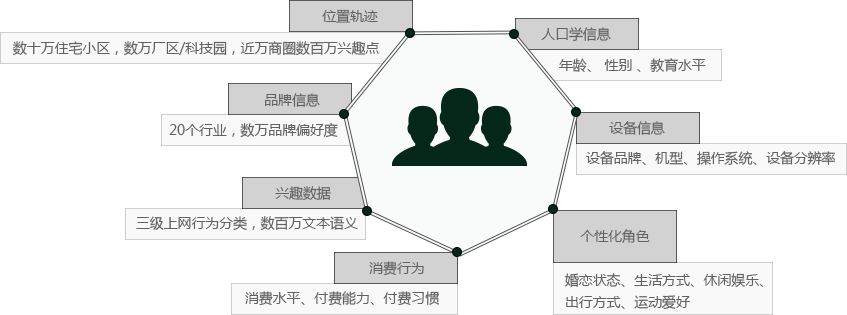 位置轨迹
数十万住宅小区，数万厂区/科技园，近万商圈数百万兴趣点
人口学信息
年龄、 性别 、教育水平
品牌信息
20个行业，数万品牌偏好度
设备信息
设备品牌、机型、操作系统、设备分辨率
兴趣数据
三级上网行为分类，数百万文本语义
个性化角色
婚恋状态、生活方式、休闲娱乐、
出行方式、运动爱好
消费行为
消费水平、付费能力、付费习惯